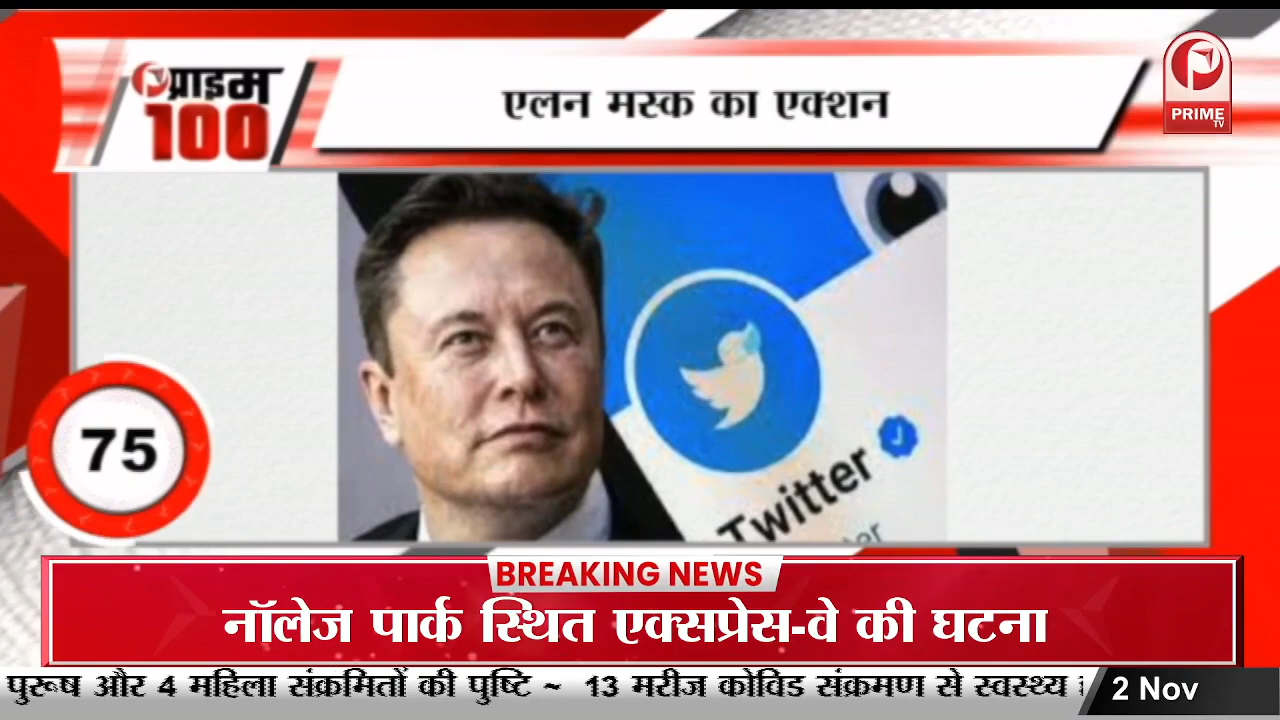 प्राइम
100
एलन मस्क का एक्शन
PRIME
TV
75
Twitter
BREAKING NEWS
नॉलेज पार्क स्थित एक्सप्रेस-वे की घटना
पुरूष और 4 महिला संक्रमितों की पुष्टि ~ 13 मरीज कोविड संक्रमण से स्वस्थ्य
2 Nov